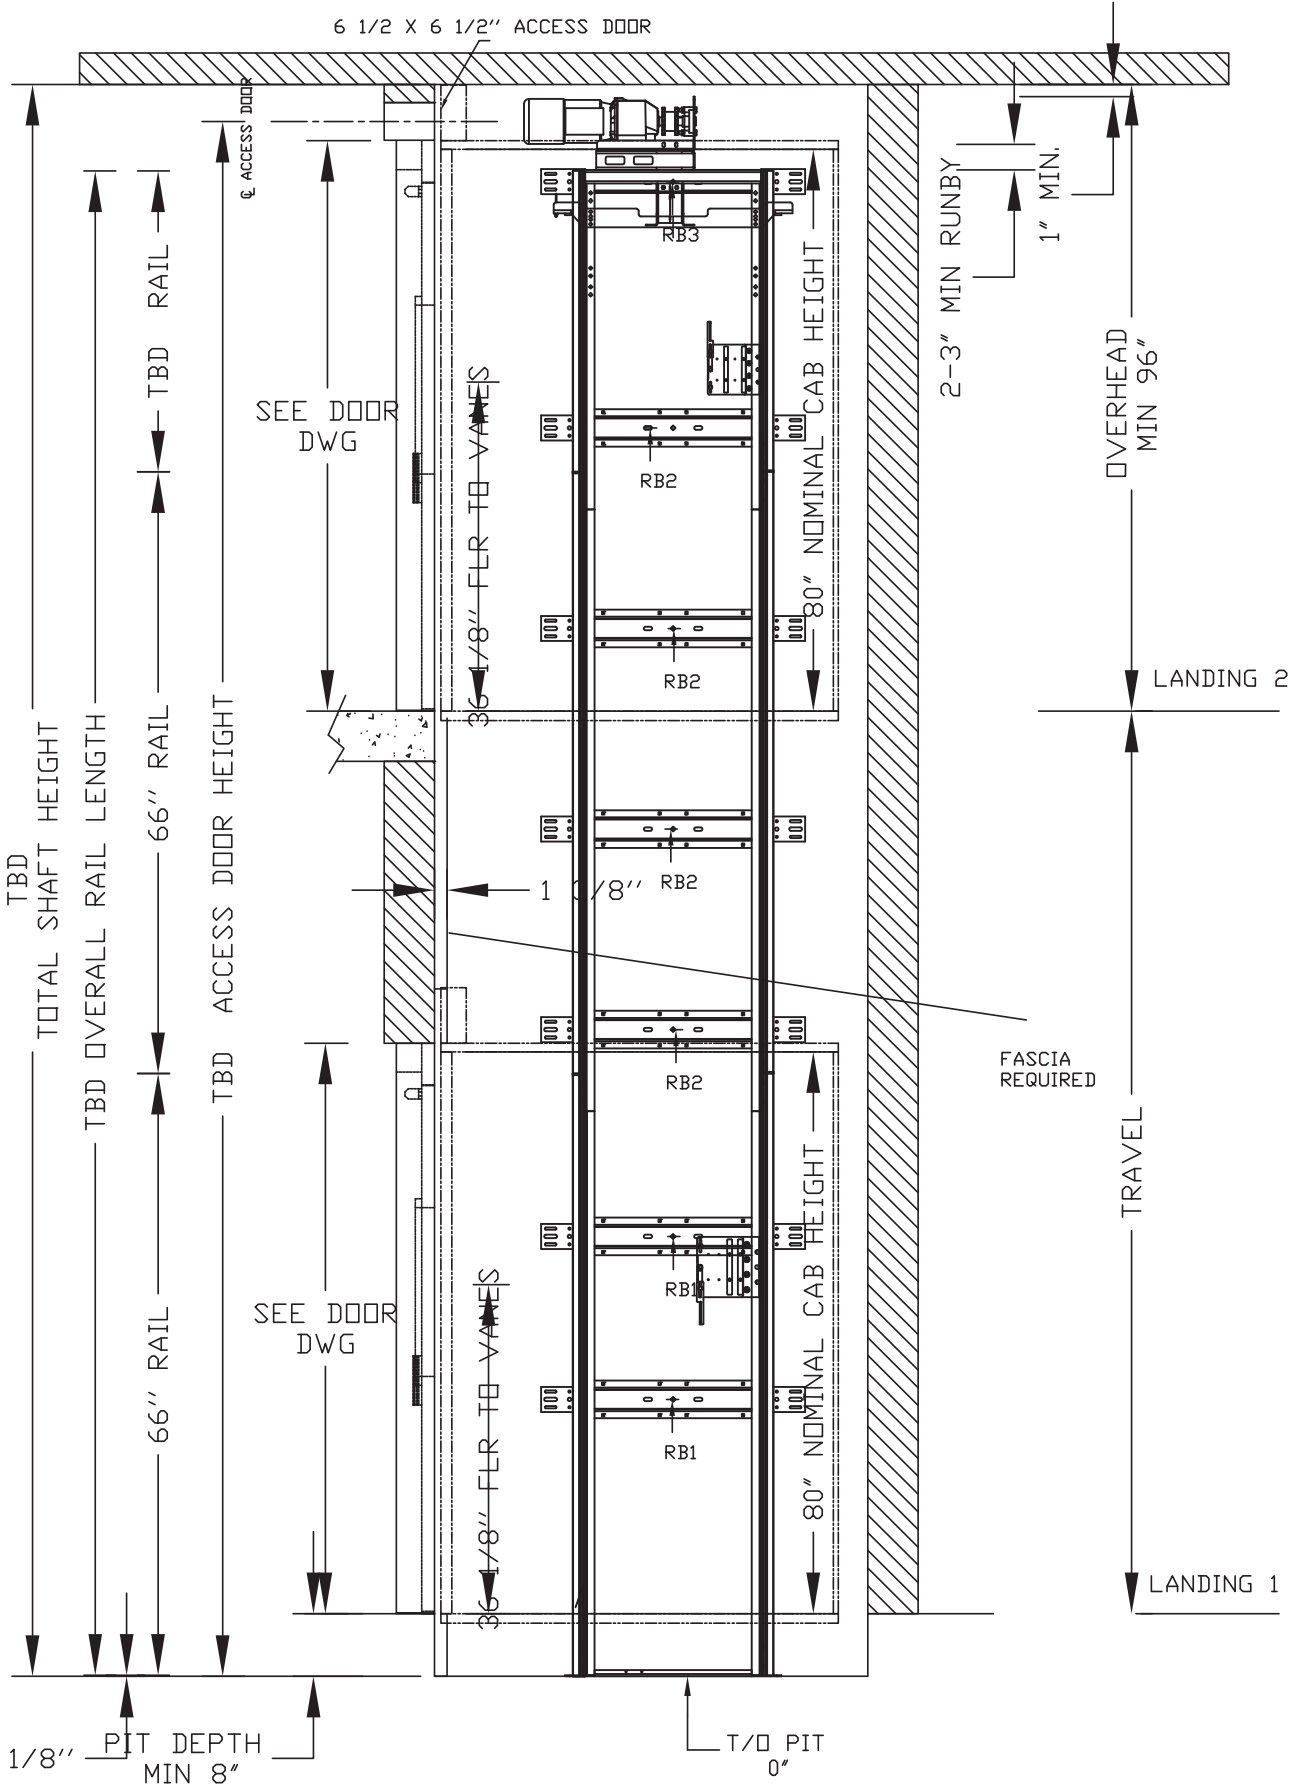 6 1/2 X 6 1/2'' ACCESS DOOR
℄ ACCESS DOOR
RB3
2-3" MIN RUNBY
1" MIN.
OVERHEAD
MIN 96"
TBD RAIL
SEE DOOR
DWG
36 1/8'' FLR TO VANES
80" NOMINAL CAB HEIGHT
RB2
RB2
LANDING 2
TBD
TOTAL SHAFT HEIGHT
TBD OVERALL RAIL LENGTH
66'' RAIL
TBD ACCESS DOOR HEIGHT
RB2
1 /8''
RB2
FASCIA
REQUIRED
TRAVEL
66'' RAIL
SEE DOOR
DWG
36 1/8'' FLR TO VANES
80" NOMINAL CAB HEIGHT
RB1
RB1
LANDING 1
1/8''
PIT DEPTH
MIN 8"
T/O PIT
0"